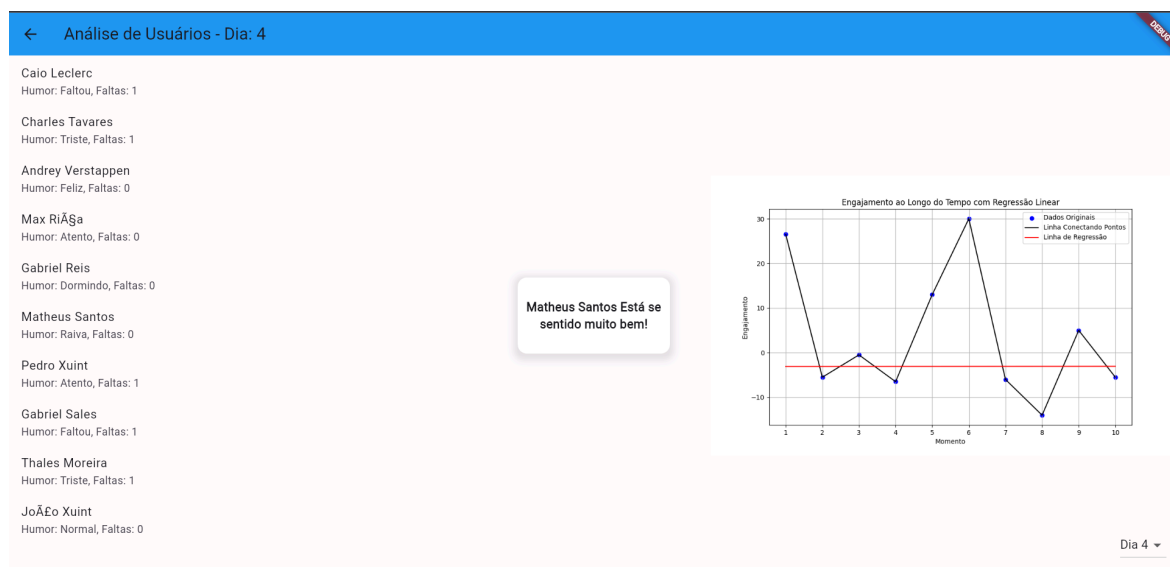 Análise de Usuários - Dia: 4
DEBUG
Caio Leclerc
Humor: Faltou, Faltas: 1
Charles Tavares
Humor: Triste, Faltas: 1
Andrey Verstappen
Humor: Feliz, Faltas: 0
Max RiÃ§a
Humor: Atento, Faltas: 0
Gabriel Reis
Humor: Dormindo, Faltas: 0
Matheus Santos
Humor: Raiva, Faltas: 0
Pedro Xuint
Humor: Atento, Faltas: 1
Gabriel Sales
Humor: Faltou, Faltas: 1
Thales Moreira
Humor: Triste, Faltas: 1
JoÃ£o Xuint
Humor: Normal, Faltas: 0
Matheus Santos Está se
sentido muito bem!
Engajamento ao Longo do Tempo com Regressão Linear
Dados Originais
Linha Conectando Pontos
Linha de Regressão
Engajamento
30
20
10
0
−10
1 2 3 4 5 6 7 8 9 10
Momento
Dia 4